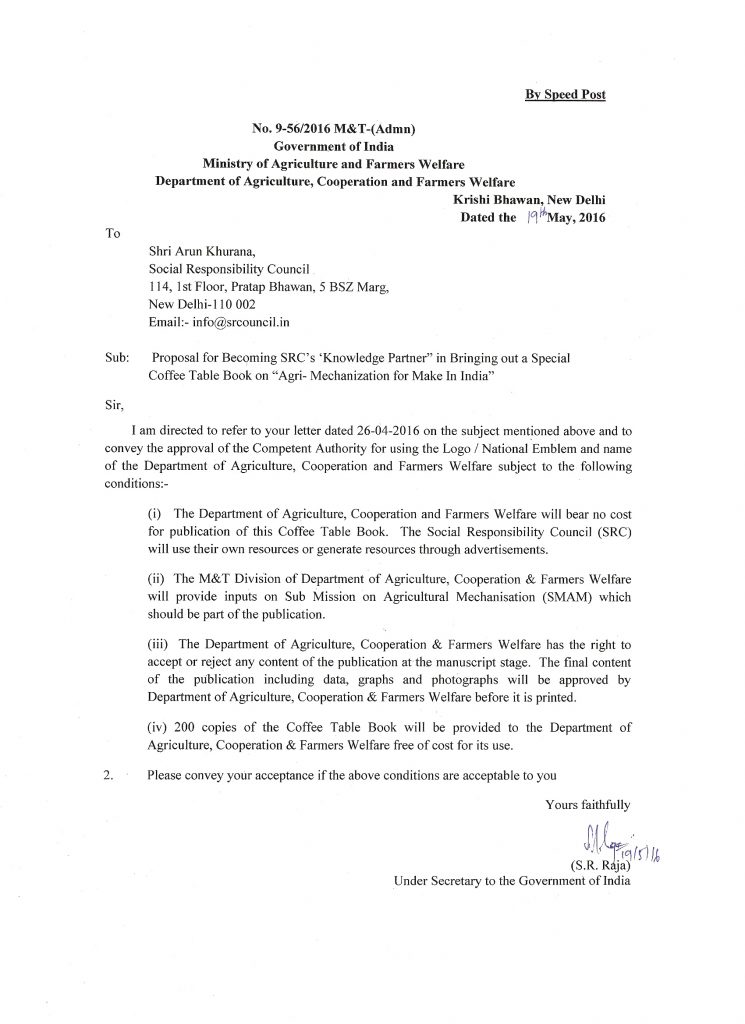 By Speed Post
No. 9-56/2016 M&T-(Admn)
Government of India
Ministry of Agriculture and Farmers Welfare
Department of Agriculture, Cooperation and Farmers Welfare
Krishi Bhawan, New Delhi
Dated the 19th May, 2016
To
Shri Arun Khurana,
Social Responsibility Council
114, 1st Floor, Pratap Bhawan, 5 BSZ Marg,
New Delhi-110 002
Email:- info@srcouncil.in
Sub: Proposal for Becoming SRC's 'Knowledge Partner" in Bringing out a Special
Coffee Table Book on "Agri- Mechanization for Make In India"
Sir,
I am directed to refer to your letter dated 26-04-2016 on the subject mentioned above and to
convey the approval of the Competent Authority for using the Logo / National Emblem and name
of the Department of Agriculture, Cooperation and Farmers Welfare subject to the following
conditions:-
(i) The Department of Agriculture, Cooperation and Farmers Welfare will bear no cost
for publication of this Coffee Table Book. The Social Responsibility Council (SRC)
will use their own resources or generate resources through advertisements.
(ii) The M&T Division of Department of Agriculture, Cooperation & Farmers Welfare
will provide inputs on Sub Mission on Agricultural Mechanisation (SMAM) which
should be part of the publication.
(iii) The Department of Agriculture, Cooperation & Farmers Welfare has the right to
accept or reject any content of the publication at the manuscript stage. The final content
of the publication including data, graphs and photographs will be approved by
Department of Agriculture, Cooperation & Farmers Welfare before it is printed.
(iv) 200 copies of the Coffee Table Book will be provided to the Department of
Agriculture, Cooperation & Farmers Welfare free of cost for its use.
2. Please convey your acceptance if the above conditions are acceptable to you
Yours faithfully
19/5/16
(S.R. Raja)
Under Secretary to the Government of India